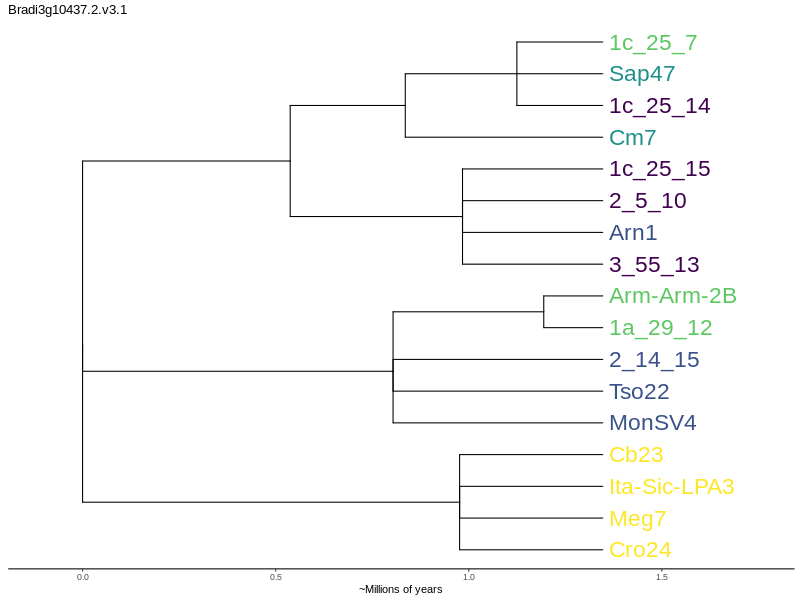 Bradi3g10437.2.v3.1
1c_25_7
Sap47
1c_25_14
Cm7
1c_25_15
2_5_10
Arn1
3_55_13
Arm-Arm-2B
1a_29_12
2_14_15
Tso22
MonSV4
Cb23
Ita-Sic-LPA3
Meg7
Cro24
0.0 0.5 1.0 1.5
~Millions of years